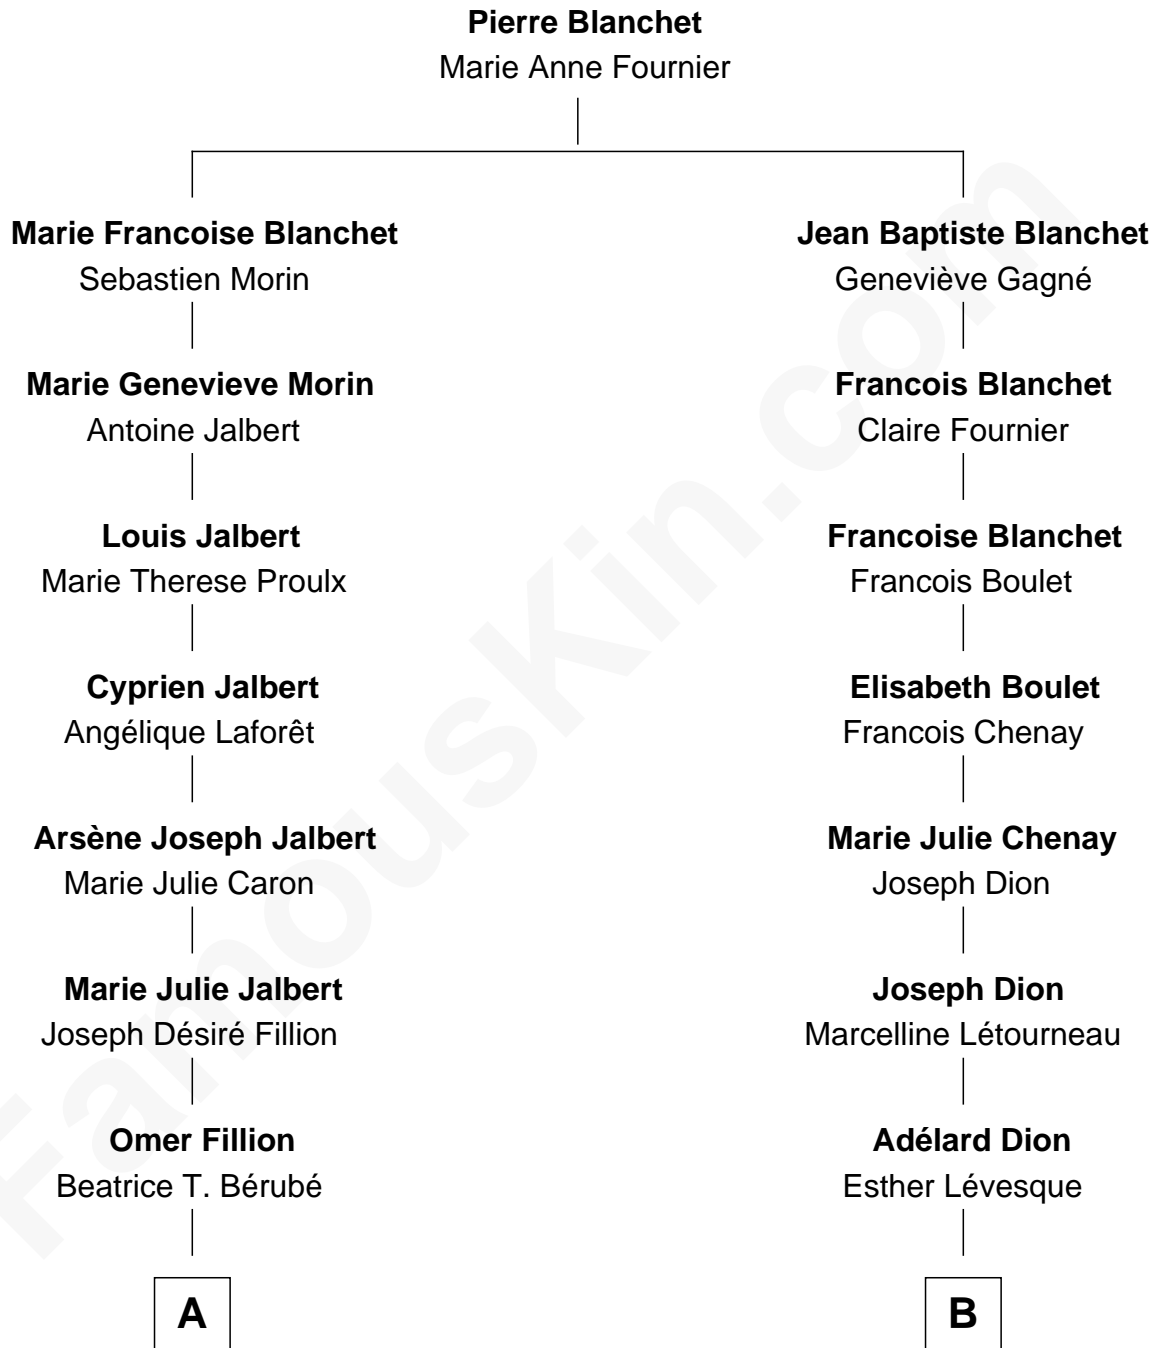 Pierre Blanchet
Marie Anne Fournier
Marie Francoise Blanchet
Sebastien Morin
Jean Baptiste Blanchet
Geneviève Gagné
Marie Genevieve Morin
Antoine Jalbert
Francois Blanchet
Claire Fournier
Louis Jalbert
Marie Therese Proulx
Francoise Blanchet
Francois Boulet
Cyprien Jalbert
Angélique Laforêt
Elisabeth Boulet
Francois Chenay
Arsène Joseph Jalbert
Marie Julie Caron
Marie Julie Chenay
Joseph Dion
Marie Julie Jalbert
Joseph Désiré Fillion
Joseph Dion
Marcelline Létourneau
Omer Fillion
Beatrice T. Bérubé
Adélard Dion
Esther Lévesque
A
B
FamousKin.com